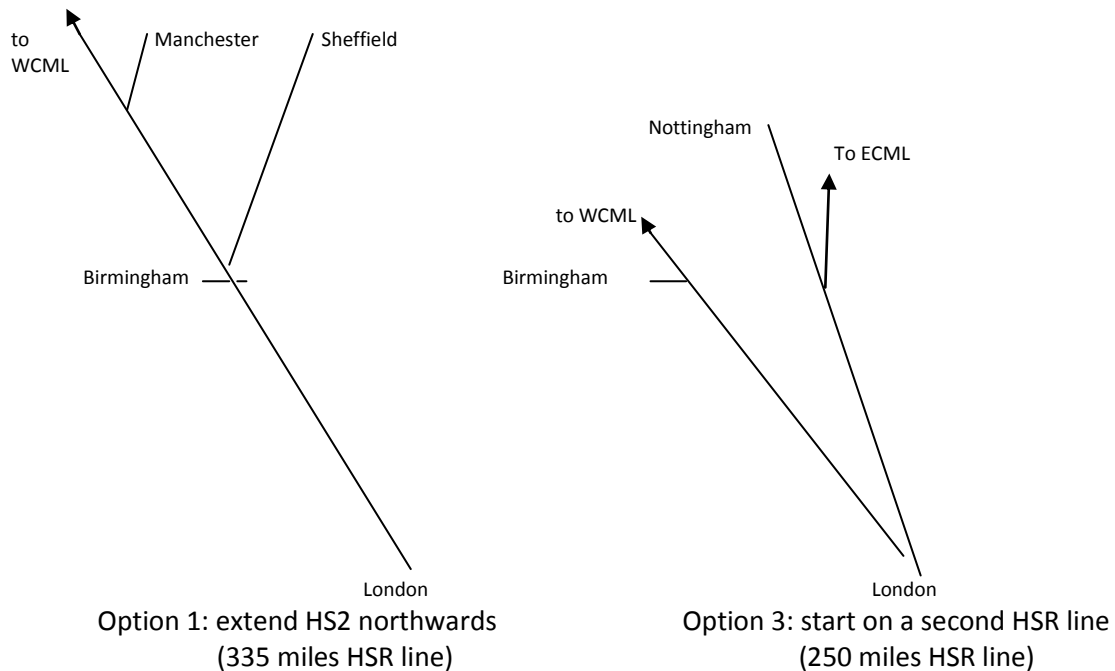 to
WCML
Manchester
Sheffield
Birmingham
London
Option 1: extend HS2 northwards
(335 miles HSR line)
Nottingham
To ECML
to WCML
Birmingham
London
Option 3: start on a second HSR line
(250 miles HSR line)